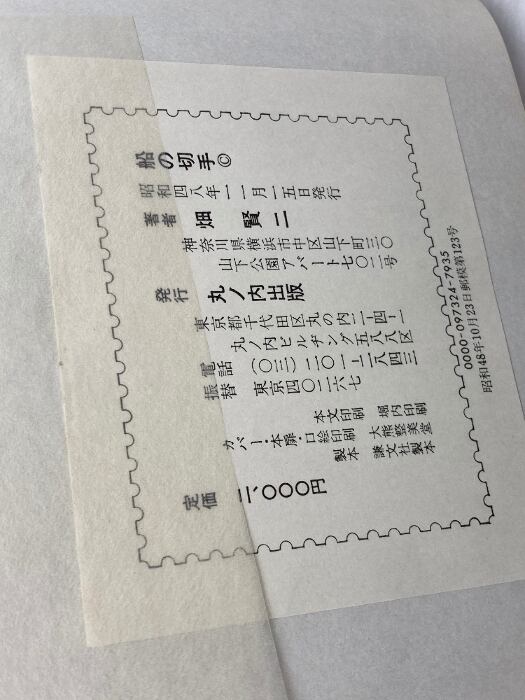 船の切手©
昭和四八年一一月一五日発行
著者 畑 賢二
神奈川県横浜市中区山下町三〇
山下公園アパート七〇二号
発行 丸ノ内出版
東京都千代田区丸の内二ー四ー一
丸ノ内ビルヂング五八八区
電話 (〇三)二〇一ー二八四三
振替 東京四〇二六七
本文印刷 堀内印刷
カバー・本扉・口絵印刷 大熊整美堂
製本 謙文社製本
定価 二、〇〇〇円
0000-097324-7935
昭和48年10月23日郵模第123号